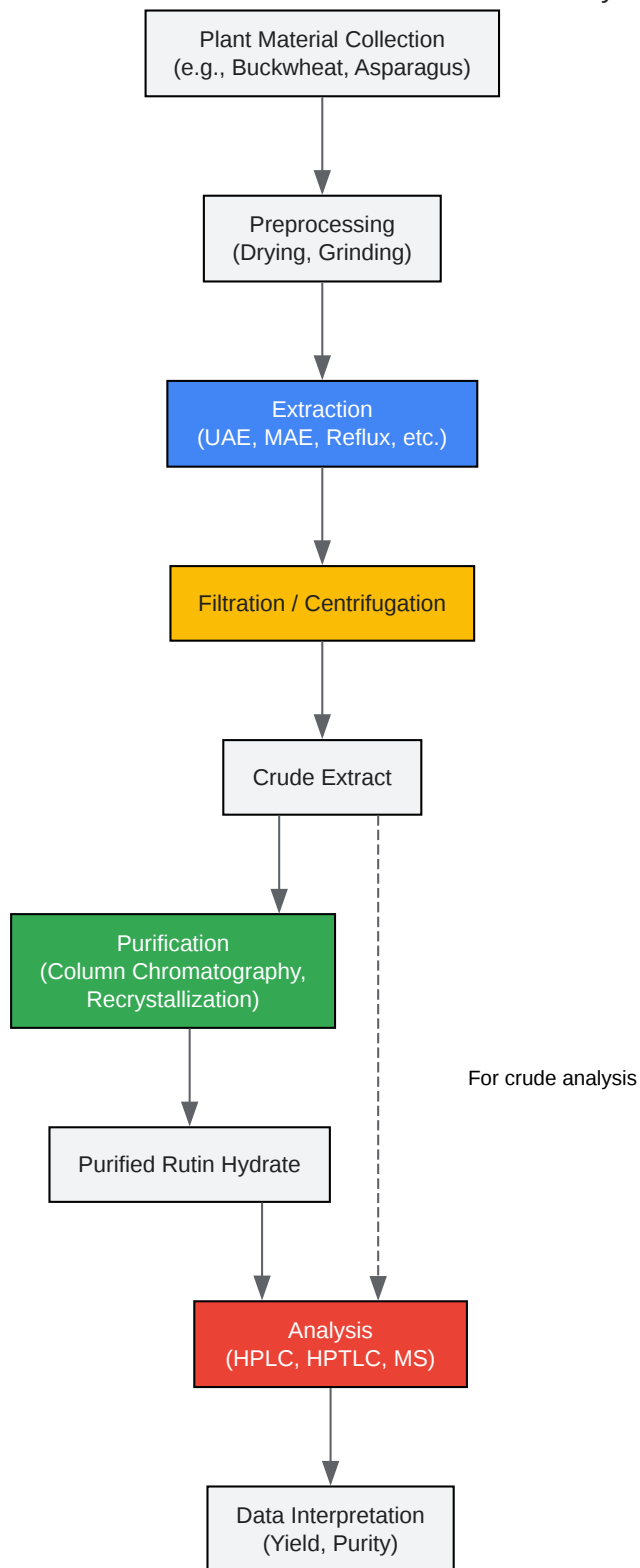 Plant Material Collection
(e.g., Buckwheat, Asparagus)
Preprocessing
(Drying, Grinding)
Extraction
(UAE, MAE, Reflux, etc.)
Filtration / Centrifugation
Crude Extract
Purification
(Column Chromatography,
Recrystallization)
For crude analysis
Purified Rutin Hydrate
Analysis
(HPLC, HPTLC, MS)
Data Interpretation
(Yield, Purity)